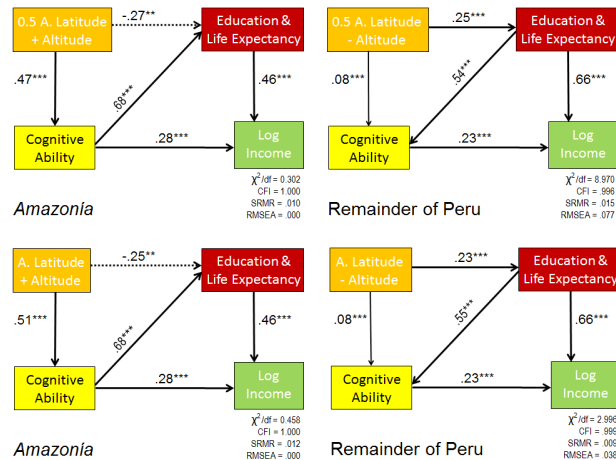 0.5 A. Latitude
+ Altitude
-.27**
Education &
Life Expectancy
.47***
.68***
.46***
Cognitive
Ability
.28***
Log
Income
χ²/df = 0.302
CFI = 1.000
SRMR = .010
RMSEA = .000
Amazonía
0.5 A. Latitude
- Altitude
.25***
Education &
Life Expectancy
.08***
.54***
.66***
Cognitive
Ability
.23***
Log
Income
χ²/df = 8.970
CFI = .996
SRMR = .015
RMSEA = .077
Remainder of Peru
A. Latitude
+ Altitude
-.25**
Education &
Life Expectancy
.51***
.68***
.46***
Cognitive
Ability
.28***
Log
Income
χ²/df = 0.458
CFI = 1.000
SRMR = .012
RMSEA = .000
Amazonía
A. Latitude
- Altitude
.23***
Education &
Life Expectancy
.08***
.55***
.66***
Cognitive
Ability
.23***
Log
Income
χ²/df = 2.996
CFI = .999
SRMR = .009
RMSEA = .036
Remainder of Peru